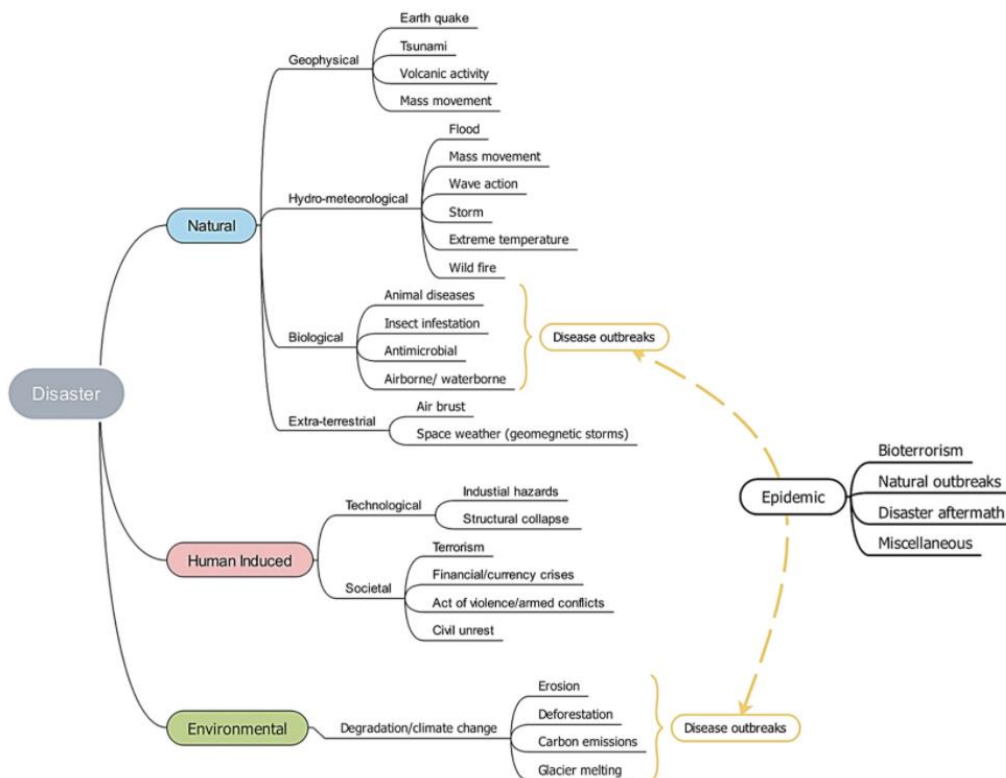 Disaster
Natural
Geophysical
Earth quake
Tsunami
Volcanic activity
Mass movement
Hydro-meteorological
Flood
Mass movement
Wave action
Storm
Extreme temperature
Wild fire
Biological
Animal diseases
Insect infestation
Antimicrobial
Airborne/ waterborne
Disease outbreaks
Extra-terrestrial
Air brust
Space weather (geomegnetic storms)
Human Induced
Technological
Industial hazards
Structural collapse
Societal
Terrorism
Financial/currency crises
Act of violence/armed conflicts
Civil unrest
Environmental
Degradation/climate change
Erosion
Deforestation
Carbon emissions
Glacier melting
Disease outbreaks
Epidemic
Bioterrorism
Natural outbreaks
Disaster aftermath
Miscellaneous